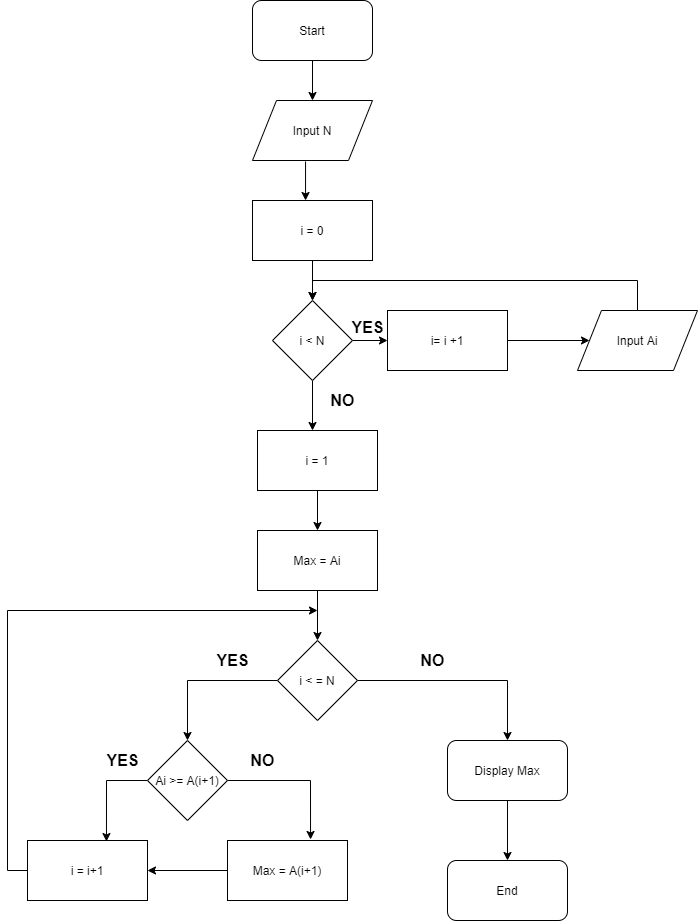 Start
Input N
i = 0
i < N
YES
i= i +1
Input Ai
NO
i = 1
Max = Ai
YES
i < = N
NO
YES
Ai >= A(i+1)
NO
Display Max
i = i+1
Max = A(i+1)
End